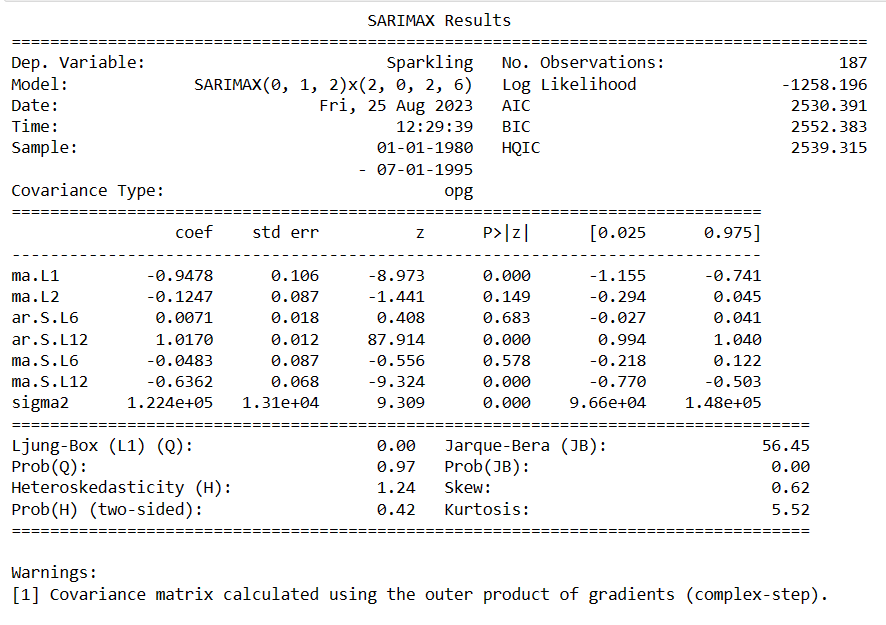 SARIMAX Results
==========================================================================================
Dep. Variable:                          Sparkling   No. Observations:                  187
Model:             SARIMAX(0, 1, 2)x(2, 0, 2, 6)   Log Likelihood               -1258.196
Date:                            Fri, 25 Aug 2023   AIC                           2530.391
Time:                                    12:29:39   BIC                           2552.383
Sample:                                01-01-1980   HQIC                          2539.315
                                     - 07-01-1995
Covariance Type:                              opg
==============================================================================
                 coef    std err          z      P>|z|      [0.025      0.975]
------------------------------------------------------------------------------
ma.L1         -0.9478      0.106     -8.973      0.000      -1.155      -0.741
ma.L2         -0.1247      0.087     -1.441      0.149      -0.294       0.045
ar.S.L6        0.0071      0.018      0.408      0.683      -0.027       0.041
ar.S.L12       1.0170      0.012     87.914      0.000       0.994       1.040
ma.S.L6       -0.0483      0.087     -0.556      0.578      -0.218       0.122
ma.S.L12      -0.6362      0.068     -9.324      0.000      -0.770      -0.503
sigma2      1.224e+05   1.31e+04      9.309      0.000    9.66e+04    1.48e+05
===================================================================================
Ljung-Box (L1) (Q):                   0.00   Jarque-Bera (JB):                56.45
Prob(Q):                              0.97   Prob(JB):                         0.00
Heteroskedasticity (H):               1.24   Skew:                             0.62
Prob(H) (two-sided):                  0.42   Kurtosis:                         5.52
===================================================================================

Warnings:
[1] Covariance matrix calculated using the outer product of gradients (complex-step).